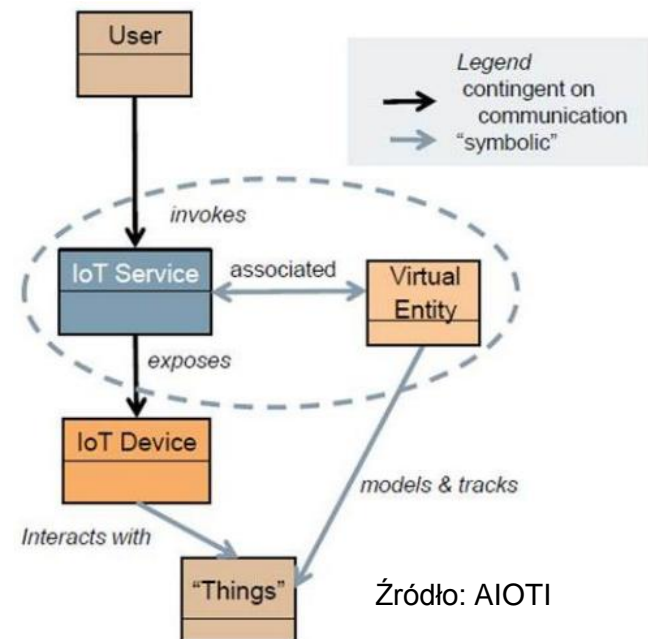 User
Legend
contingent on
communication
"symbolic"
invokes
IoT Service
associated
Virtual
Entity
exposes
IoT Device
models & tracks
Interacts with
"Things"
Źródło: AIOTI